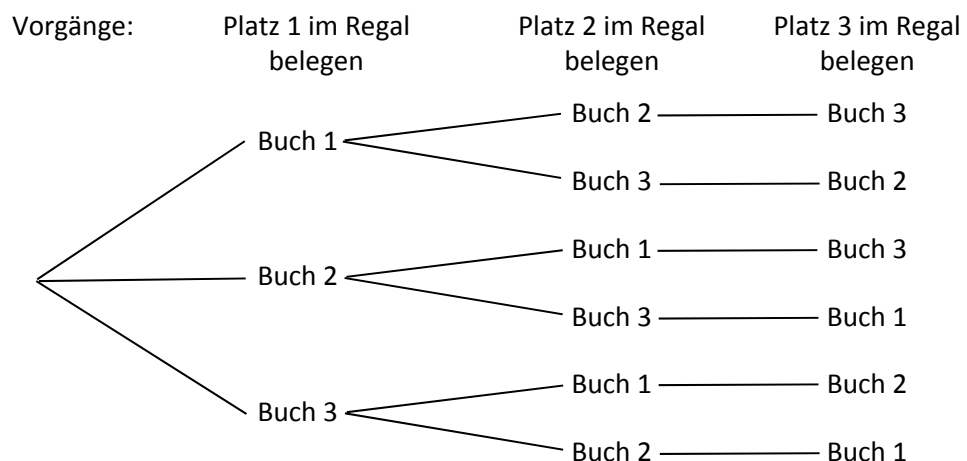 Vorgänge: Platz 1 im Regal Platz 2 im Regal Platz 3 im Regal
belegen belegen belegen
Buch 2 Buch 3
Buch 1
Buch 3 Buch 2
Buch 1 Buch 3
Buch 2
Buch 3 Buch 1
Buch 1 Buch 2
Buch 3
Buch 2 Buch 1